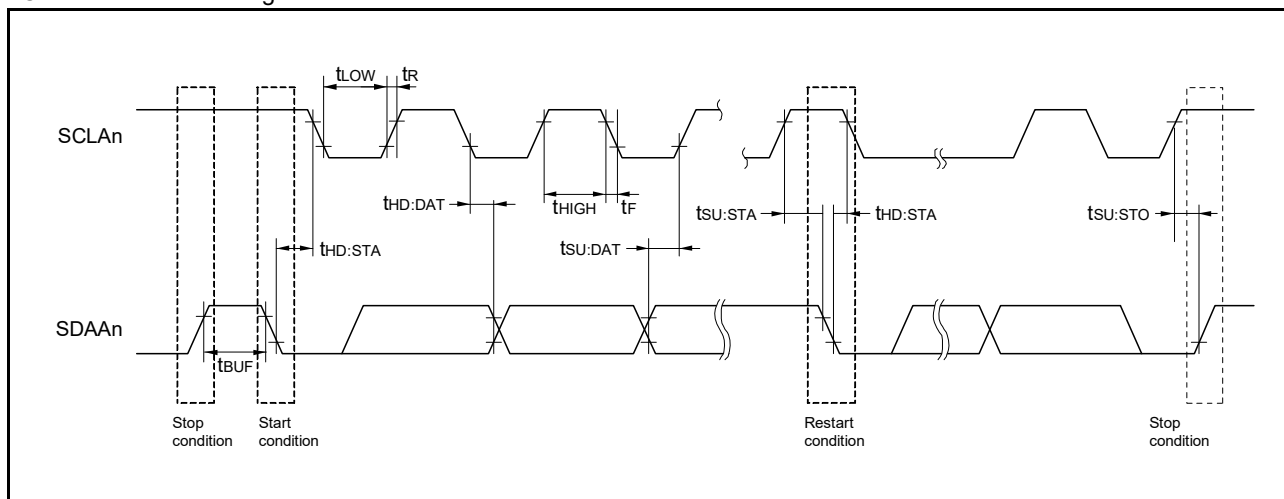 tLOW
tR
SCLAn
tHD:DAT
tHIGH
tF
tSU:STA
tHD:STA
tSU:STO
tHD:STA
tSU:DAT
SDAAn
tBUF
Stop
condition
Start
condition
Restart
condition
Stop
condition